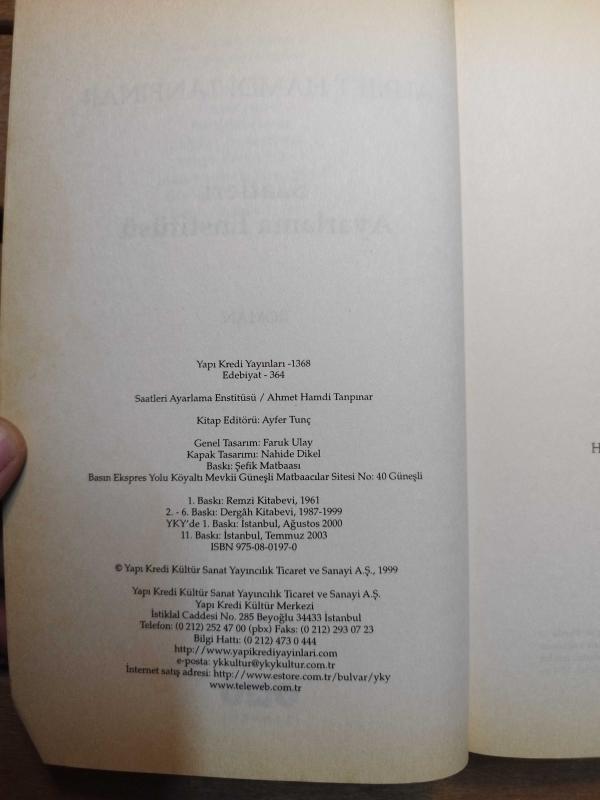 Yapı Kredi Yayınları -1368
Edebiyat - 364
Saatleri Ayarlama Enstitüsü / Ahmet Hamdi Tanpınar
Kitap Editörü: Ayfer Tunç
Genel Tasarım: Faruk Ulay
Kapak Tasarımı: Nahide Dikel
Baskı: Şefik Matbaası
Basın Ekspres Yolu Köyaltı Mevkii Güneşli Matbaacılar Sitesi No: 40 Güneşli
1. Baskı: Remzi Kitabevi, 1961
2. - 6. Baskı: Dergâh Kitabevi, 1987-1999
YKY'de 1. Baskı: İstanbul, Ağustos 2000
11. Baskı: İstanbul, Temmuz 2003
ISBN 975-08-0197-0
© Yapı Kredi Kültür Sanat Yayıncılık Ticaret ve Sanayi A.Ş., 1999
Yapı Kredi Kültür Sanat Yayıncılık Ticaret ve Sanayi A.Ş.
Yapı Kredi Kültür Merkezi
İstiklal Caddesi No. 285 Beyoğlu 34433 İstanbul
Telefon: (0 212) 252 47 00 (pbx) Faks: (0 212) 293 07 23
Bilgi Hattı: (0 212) 473 0 444
http://www.yapikrediyayinlari.com
e-posta: ykkultur@ykykultur.com.tr
İnternet satış adresi: http://www.estore.com.tr/bulvar/yky
www.teleweb.com.tr
H